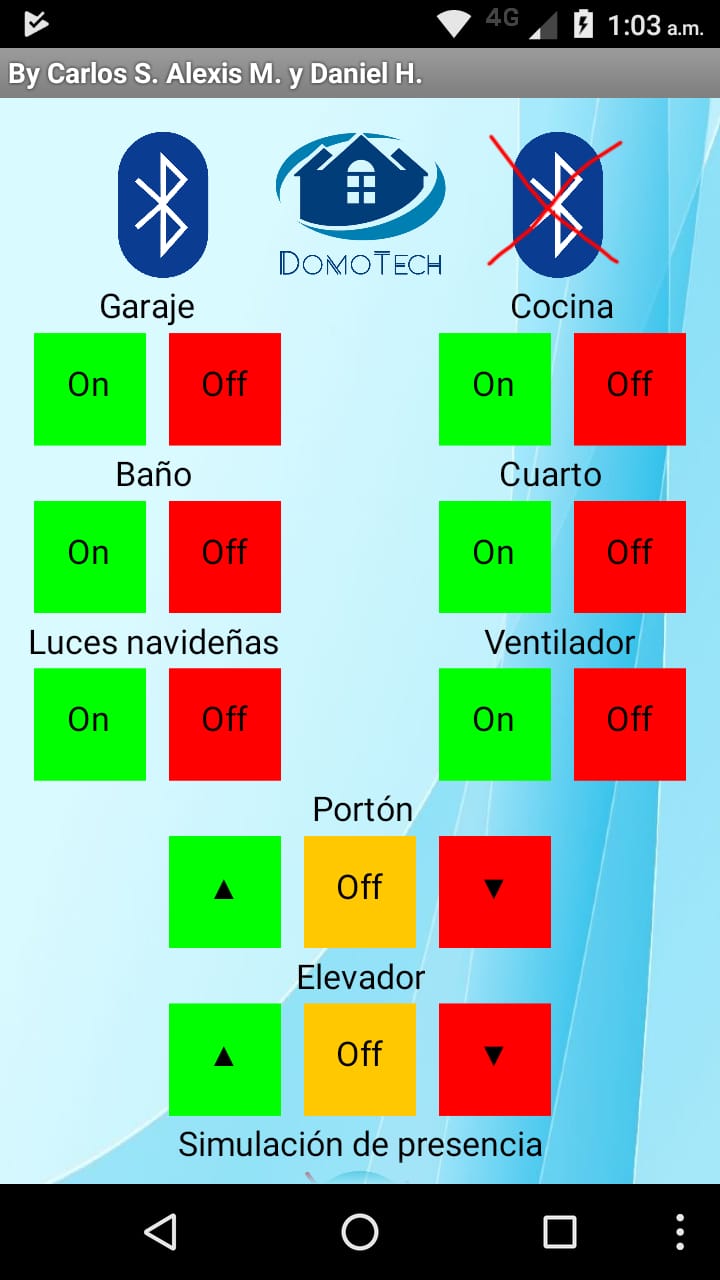 4G 1:03 a.m.
By Carlos S. Alexis M. y Daniel H.
DomoTech
Garaje Cocina
On Off On Off
Baño Cuarto
On Off On Off
Luces navideñas Ventilador
On Off On Off
Portón
▲ Off ▼
Elevador
▲ Off ▼
Simulación de presencia